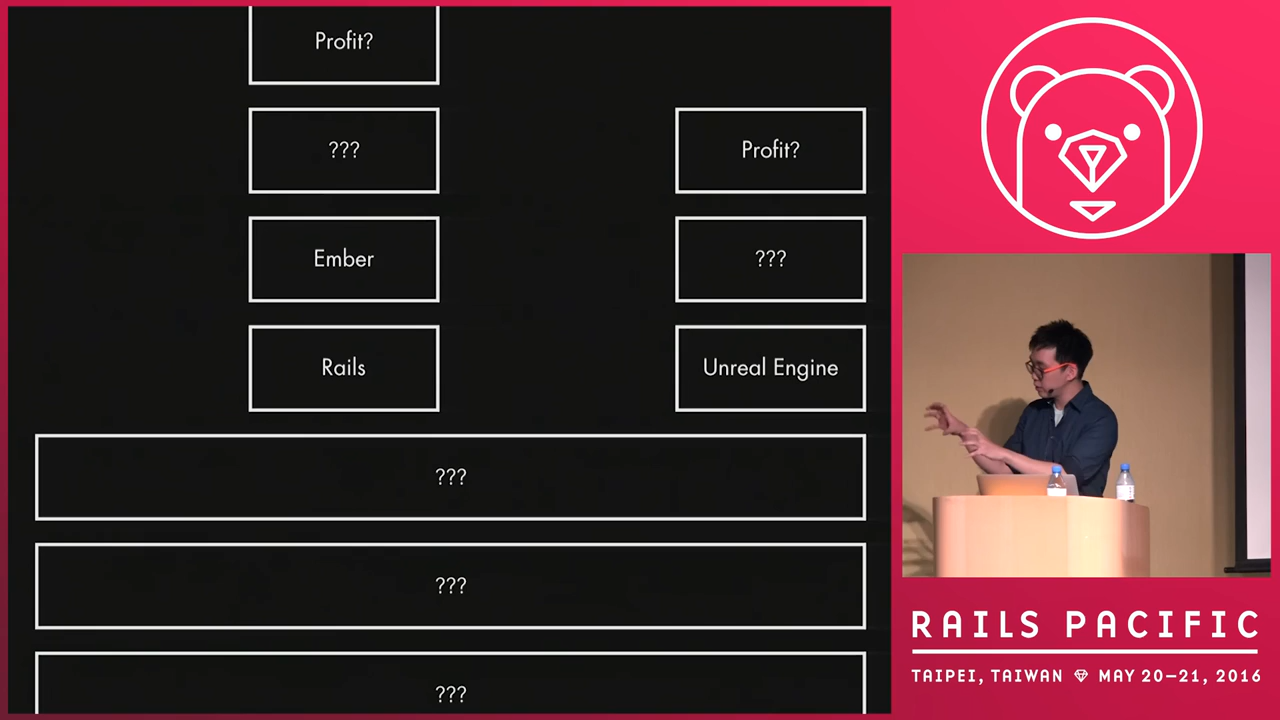 Profit?
???
Profit?
Ember
???
Rails
Unreal Engine
???
???
???
RAILS PACIFIC
TAIPEI, TAIWAN MAY 20–21, 2016